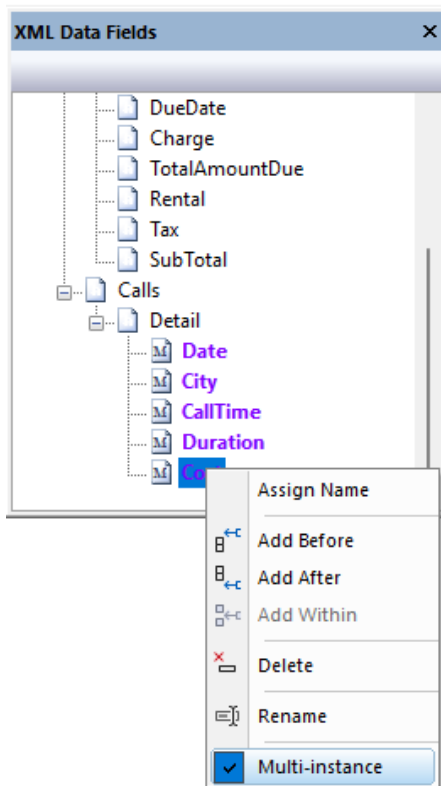 XML Data Fields
DueDate
Charge
TotalAmountDue
Rental
Tax
SubTotal
Calls
Detail
M Date
M City
M CallTime
M Duration
M
Assign Name
Add Before
Add After
Add Within
Delete
Rename
Multi-instance